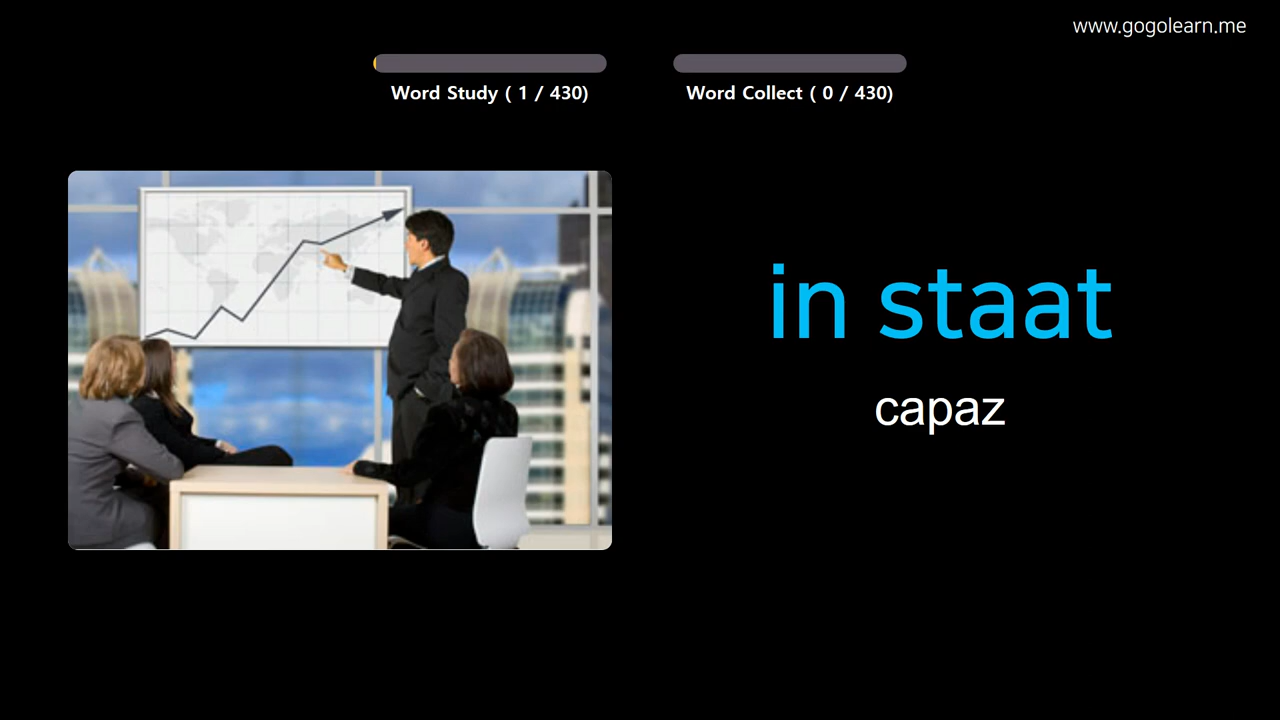 www.gogolearn.me
Word Study ( 1 / 430)
Word Collect ( 0 / 430)
in staat
capaz